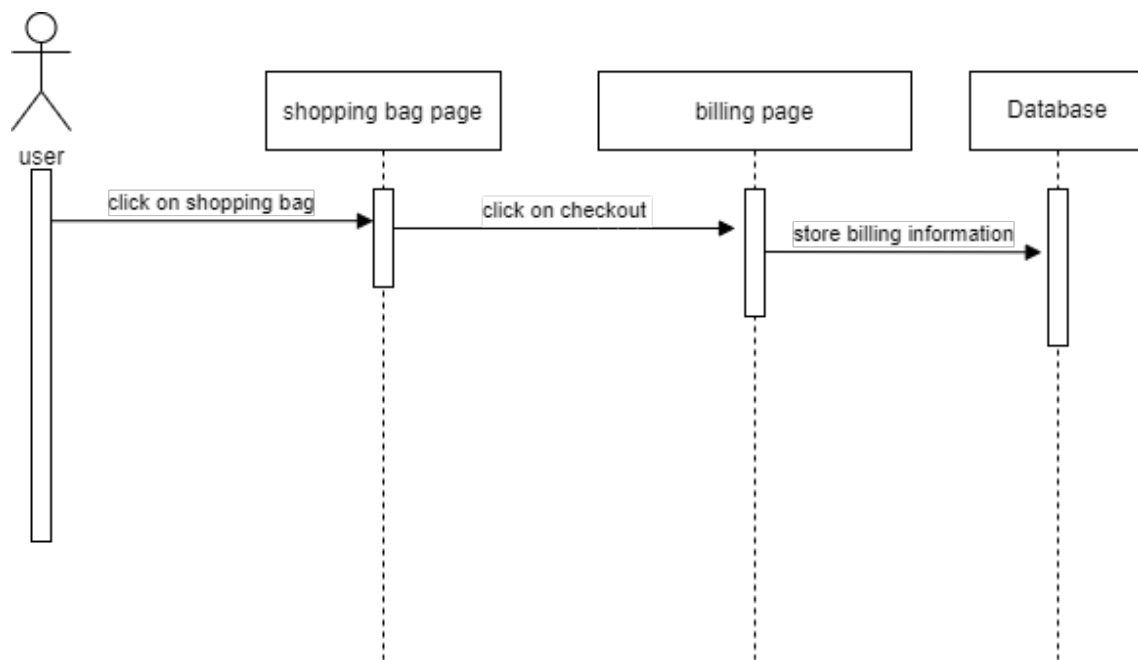 shopping bag page
billing page
Database
user
click on shopping bag
click on checkout
store billing information